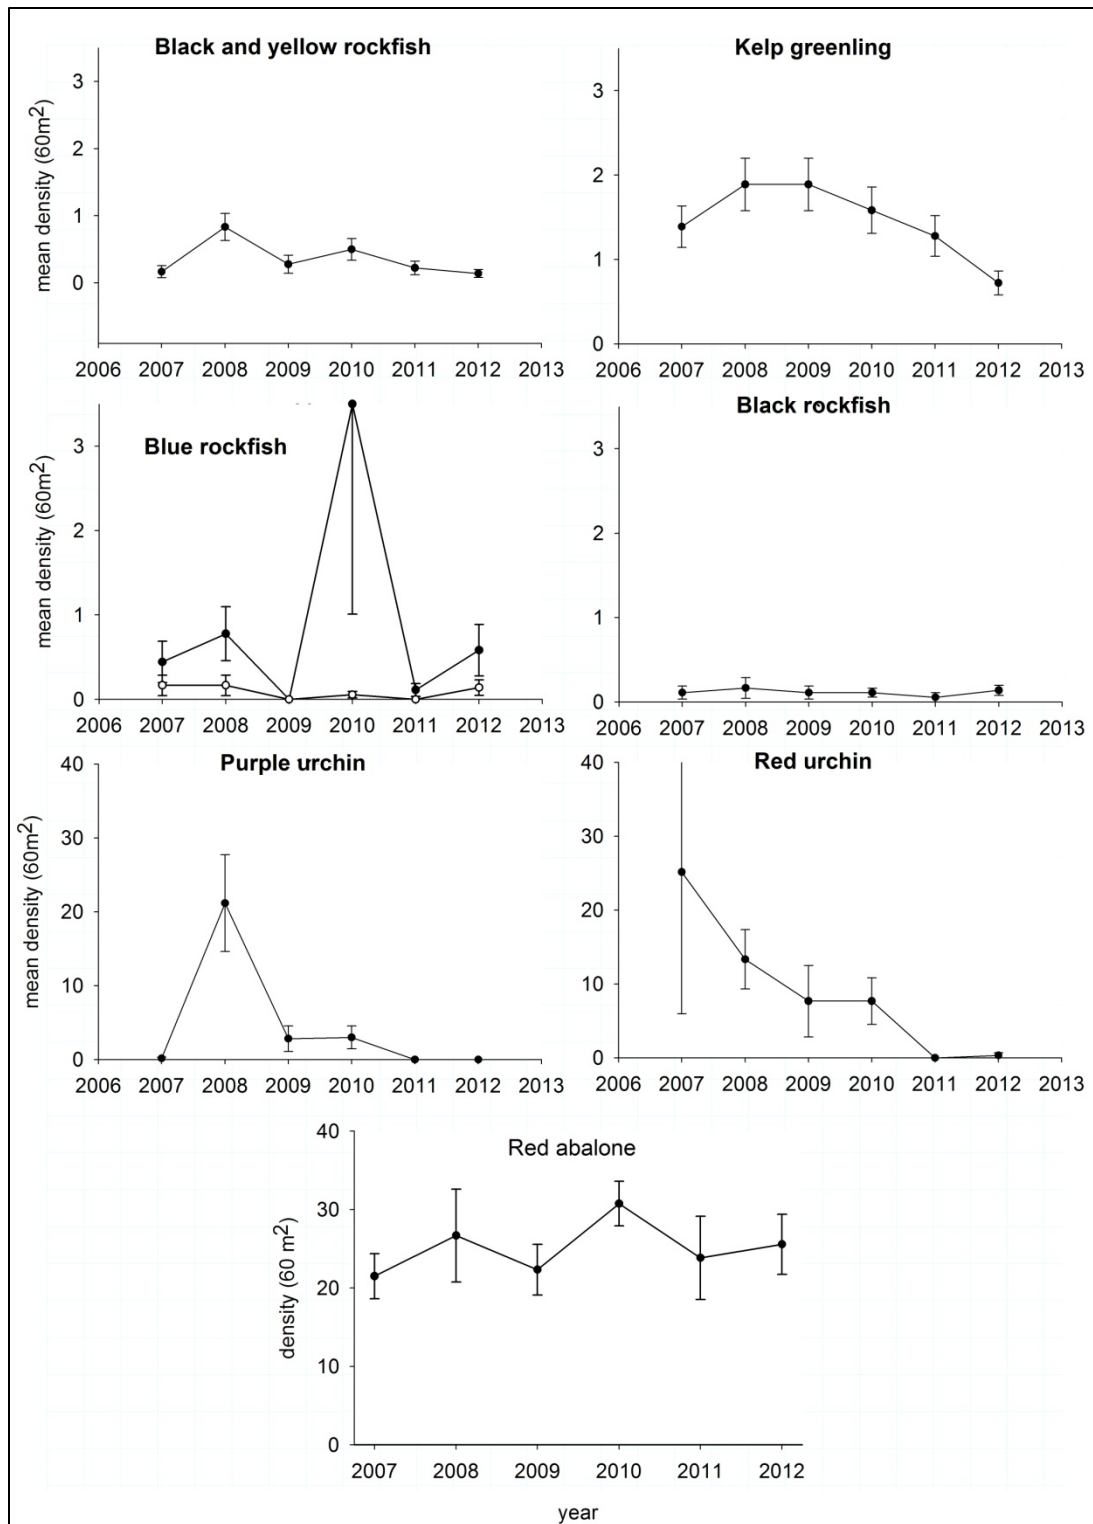 Black and yellow rockfish
Kelp greenling
mean density (60m²)
3
2
1
0
3
2
1
0
2006 2007 2008 2009 2010 2011 2012 2013
2006 2007 2008 2009 2010 2011 2012 2013
Blue rockfish
Black rockfish
mean density (60m²)
3
2
1
0
3
2
1
0
2006 2007 2008 2009 2010 2011 2012 2013
2006 2007 2008 2009 2010 2011 2012 2013
Purple urchin
Red urchin
mean density (60m²)
40
30
20
10
0
40
30
20
10
0
2006 2007 2008 2009 2010 2011 2012 2013
2006 2007 2008 2009 2010 2011 2012 2013
Red abalone
density (60 m²)
40
30
20
10
0
2007 2008 2009 2010 2011 2012
year